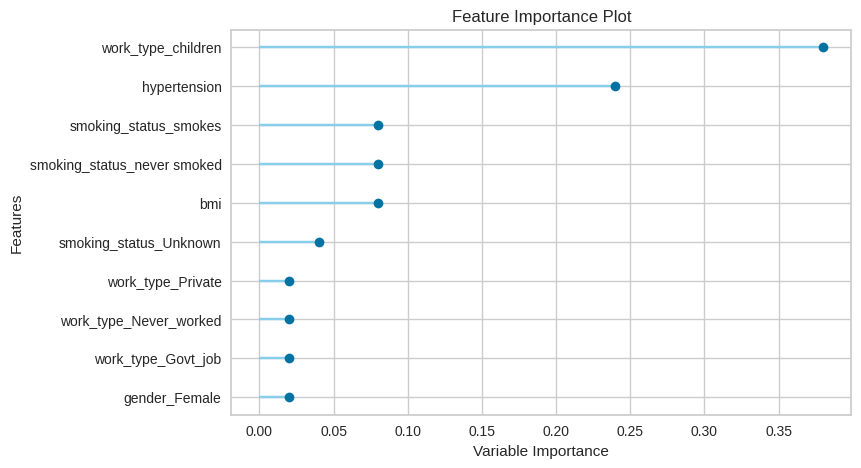 Feature Importance Plot
work_type_children
hypertension
smoking_status_smokes
smoking_status_never smoked
bmi
smoking_status_Unknown
work_type_Private
work_type_Never_worked
work_type_Govt_job
gender_Female
Features
0.00 0.05 0.10 0.15 0.20 0.25 0.30 0.35
Variable Importance